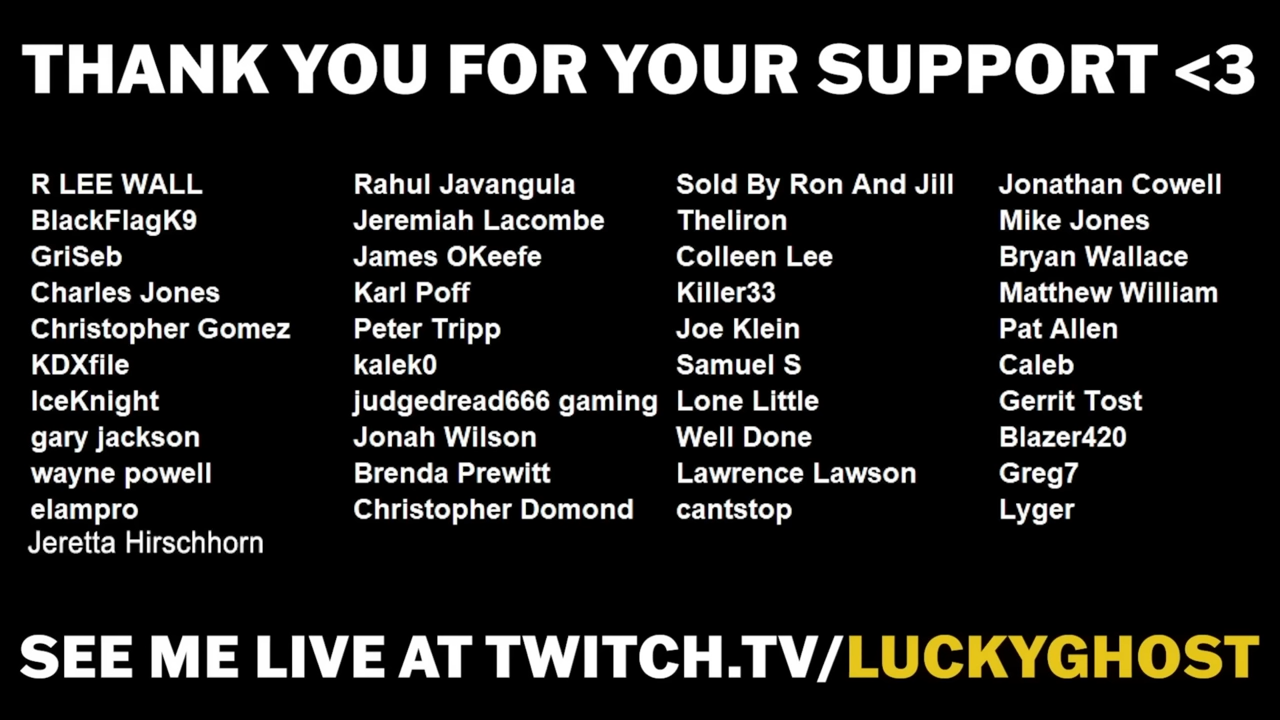 THANK YOU FOR YOUR SUPPORT <3
R LEE WALL
BlackFlagK9
GriSeb
Charles Jones
Christopher Gomez
KDXfile
IceKnight
gary jackson
wayne powell
elampro
Jeretta Hirschhorn
Rahul Javangula
Jeremiah Lacombe
James OKeefe
Karl Poff
Peter Tripp
kalek0
judgedread666 gaming
Jonah Wilson
Brenda Prewitt
Christopher Domond
Sold By Ron And Jill
Theliron
Colleen Lee
Killer33
Joe Klein
Samuel S
Lone Little
Well Done
Lawrence Lawson
cantstop
Jonathan Cowell
Mike Jones
Bryan Wallace
Matthew William
Pat Allen
Caleb
Gerrit Tost
Blazer420
Greg7
Lyger
SEE ME LIVE AT TWITCH.TV/LUCKYGHOST